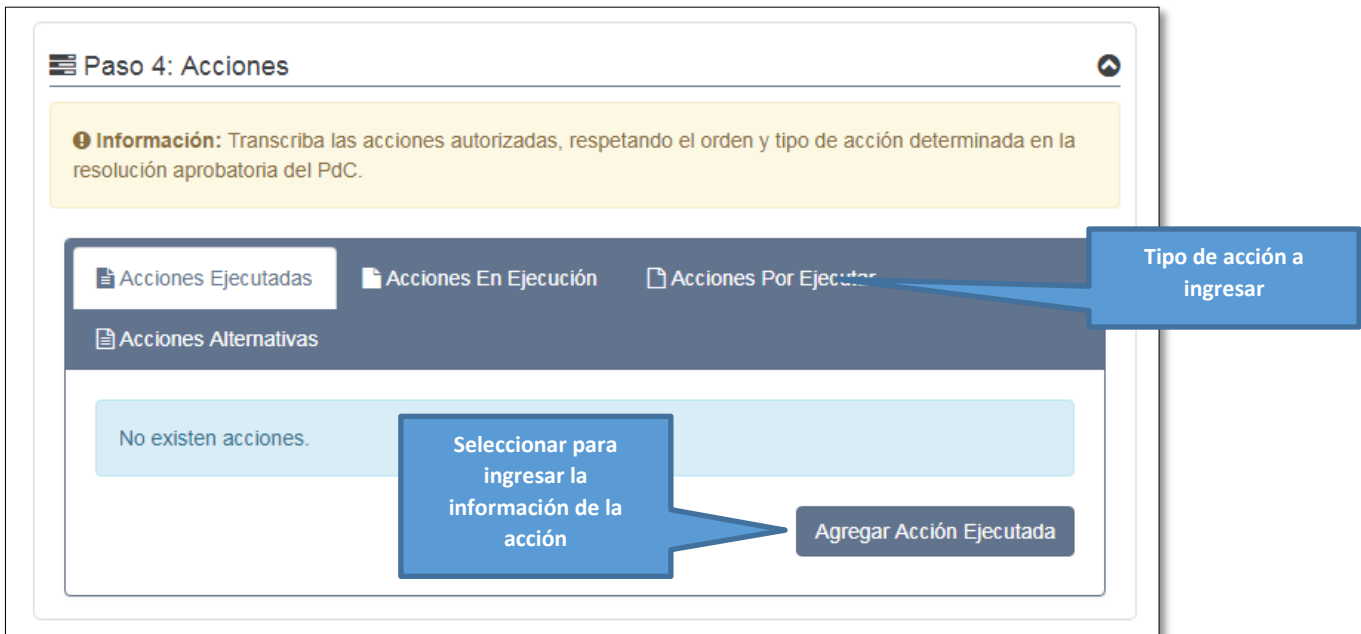 Paso 4: Acciones
Información: Transcriba las acciones autorizadas, respetando el orden y tipo de acción determinada en la
resolución aprobatoria del PdC.
Acciones Ejecutadas
Acciones En Ejecución
Acciones Por Ejecutar
Tipo de acción a
ingresar
Acciones Alternativas
No existen acciones.
Seleccionar para
ingresar la
información de la
acción
Agregar Acción Ejecutada